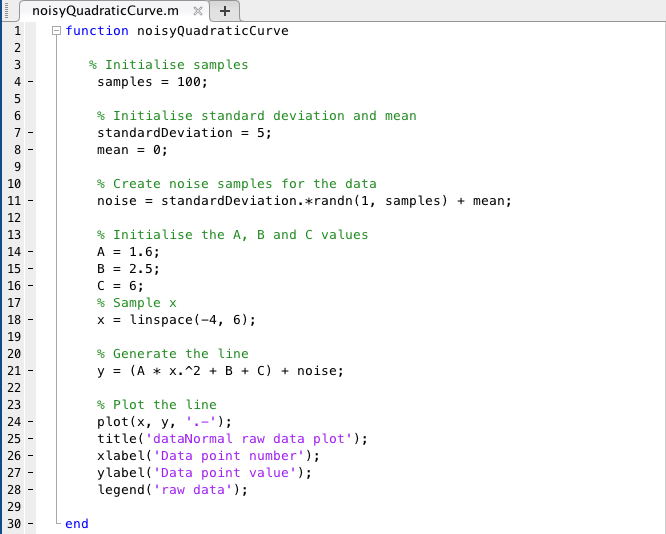 noisyQuadraticCurve.m × +
1 function noisyQuadraticCurve
2
3 % Initialise samples
4 – samples = 100;
5
6 % Initialise standard deviation and mean
7 – standardDeviation = 5;
8 – mean = 0;
9
10 % Create noise samples for the data
11 – noise = standardDeviation.*randn(1, samples) + mean;
12
13 % Initialise the A, B and C values
14 – A = 1.6;
15 – B = 2.5;
16 – C = 6;
17 % Sample x
18 – x = linspace(-4, 6);
19
20 % Generate the line
21 – y = (A * x.^2 + B + C) + noise;
22
23 % Plot the line
24 – plot(x, y, '.-');
25 – title('dataNormal raw data plot');
26 – xlabel('Data point number');
27 – ylabel('Data point value');
28 – legend('raw data');
29
30 – end